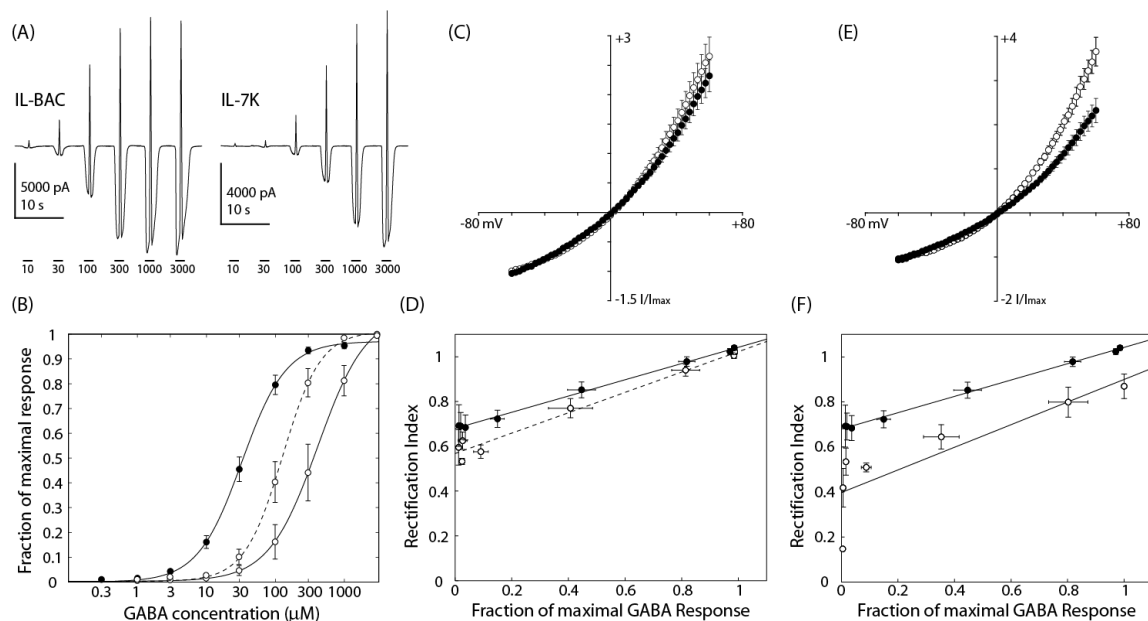 (A)
IL-BAC
IL-7K
5000 pA
10 s
4000 pA
10 s
10 30 100 300 1000 3000
10 30 100 300 1000 3000
(B)
1
0.9
0.8
0.7
0.6
0.5
0.4
0.3
0.2
0.1
0
Fraction of maximal response
0.3 1 3 10 30 100 300 1000
GABA concentration (μM)
(C)
+3
-80 mV
+80
-1.5 I/Imax
(D)
1
0.8
0.6
0.4
0.2
0
Rectification Index
0 0.2 0.4 0.6 0.8 1
Fraction of maximal GABA Response
(E)
+4
-80 mV
+80
-2 I/Imax
(F)
1
0.8
0.6
0.4
0.2
0
Rectification Index
0 0.2 0.4 0.6 0.8 1
Fraction of maximal GABA Response